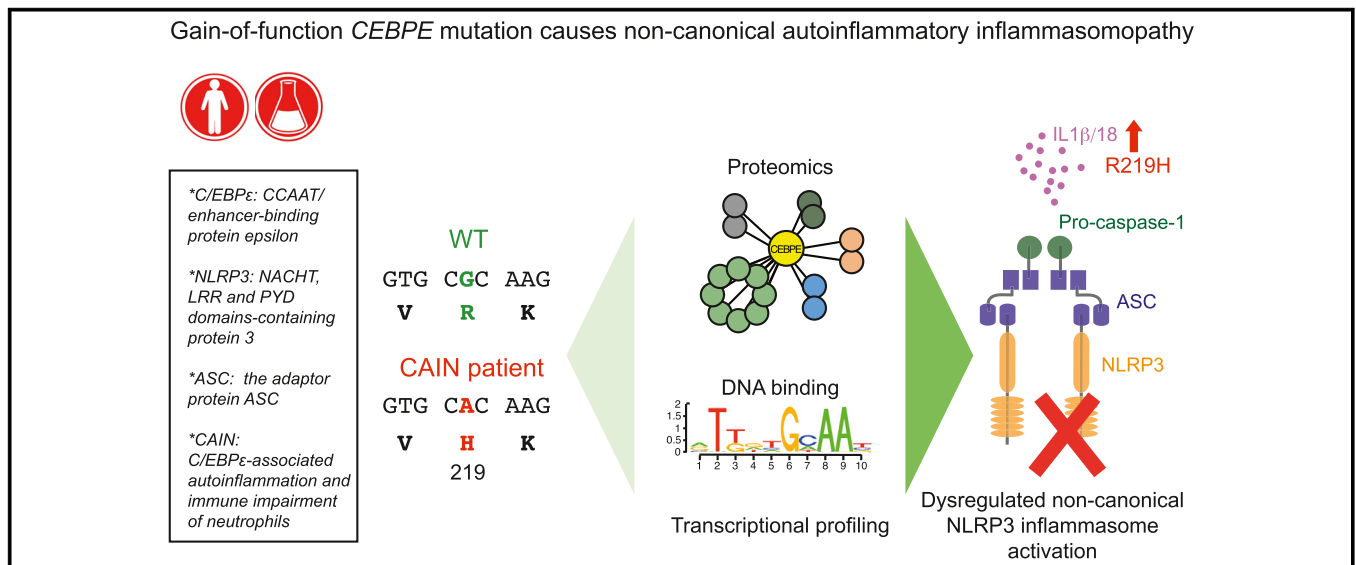 Gain-of-function CEBPE mutation causes non-canonical autoinflammatory inflammasomopathy
*C/EBPε: CCAAT/
enhancer-binding
protein epsilon
*NLRP3: NACHT,
LRR and PYD
domains-containing
protein 3
*ASC: the adaptor
protein ASC
*CAIN:
C/EBPε-associated
autoinflammation and
immune impairment
of neutrophils
WT
GTG CGC AAG
V R K
CAIN patient
GTG CAC AAG
V H K
219
Proteomics
CEBPE
DNA binding
2
1.5
1
0.5
0
1 2 3 4 5 6 7 8 9 10
Transcriptional profiling
IL1β/18
R219H
Pro-caspase-1
ASC
NLRP3
Dysregulated non-canonical
NLRP3 inflammasome
activation